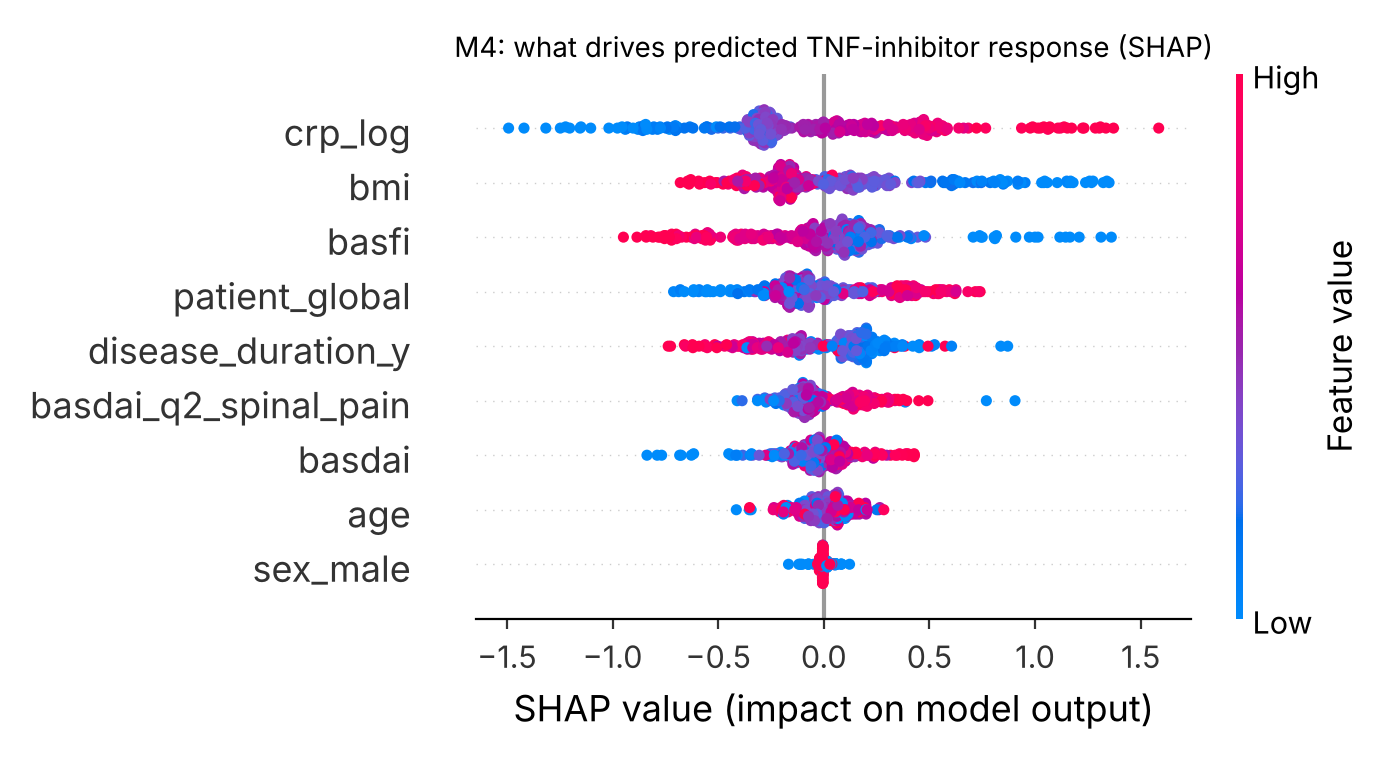 M4: what drives predicted TNF-inhibitor response (SHAP)
High
crp_log
bmi
basfi
patient_global
disease_duration_y
basdai_q2_spinal_pain
basdai
age
sex_male
Feature value
Low
−1.5 −1.0 −0.5 0.0 0.5 1.0 1.5
SHAP value (impact on model output)